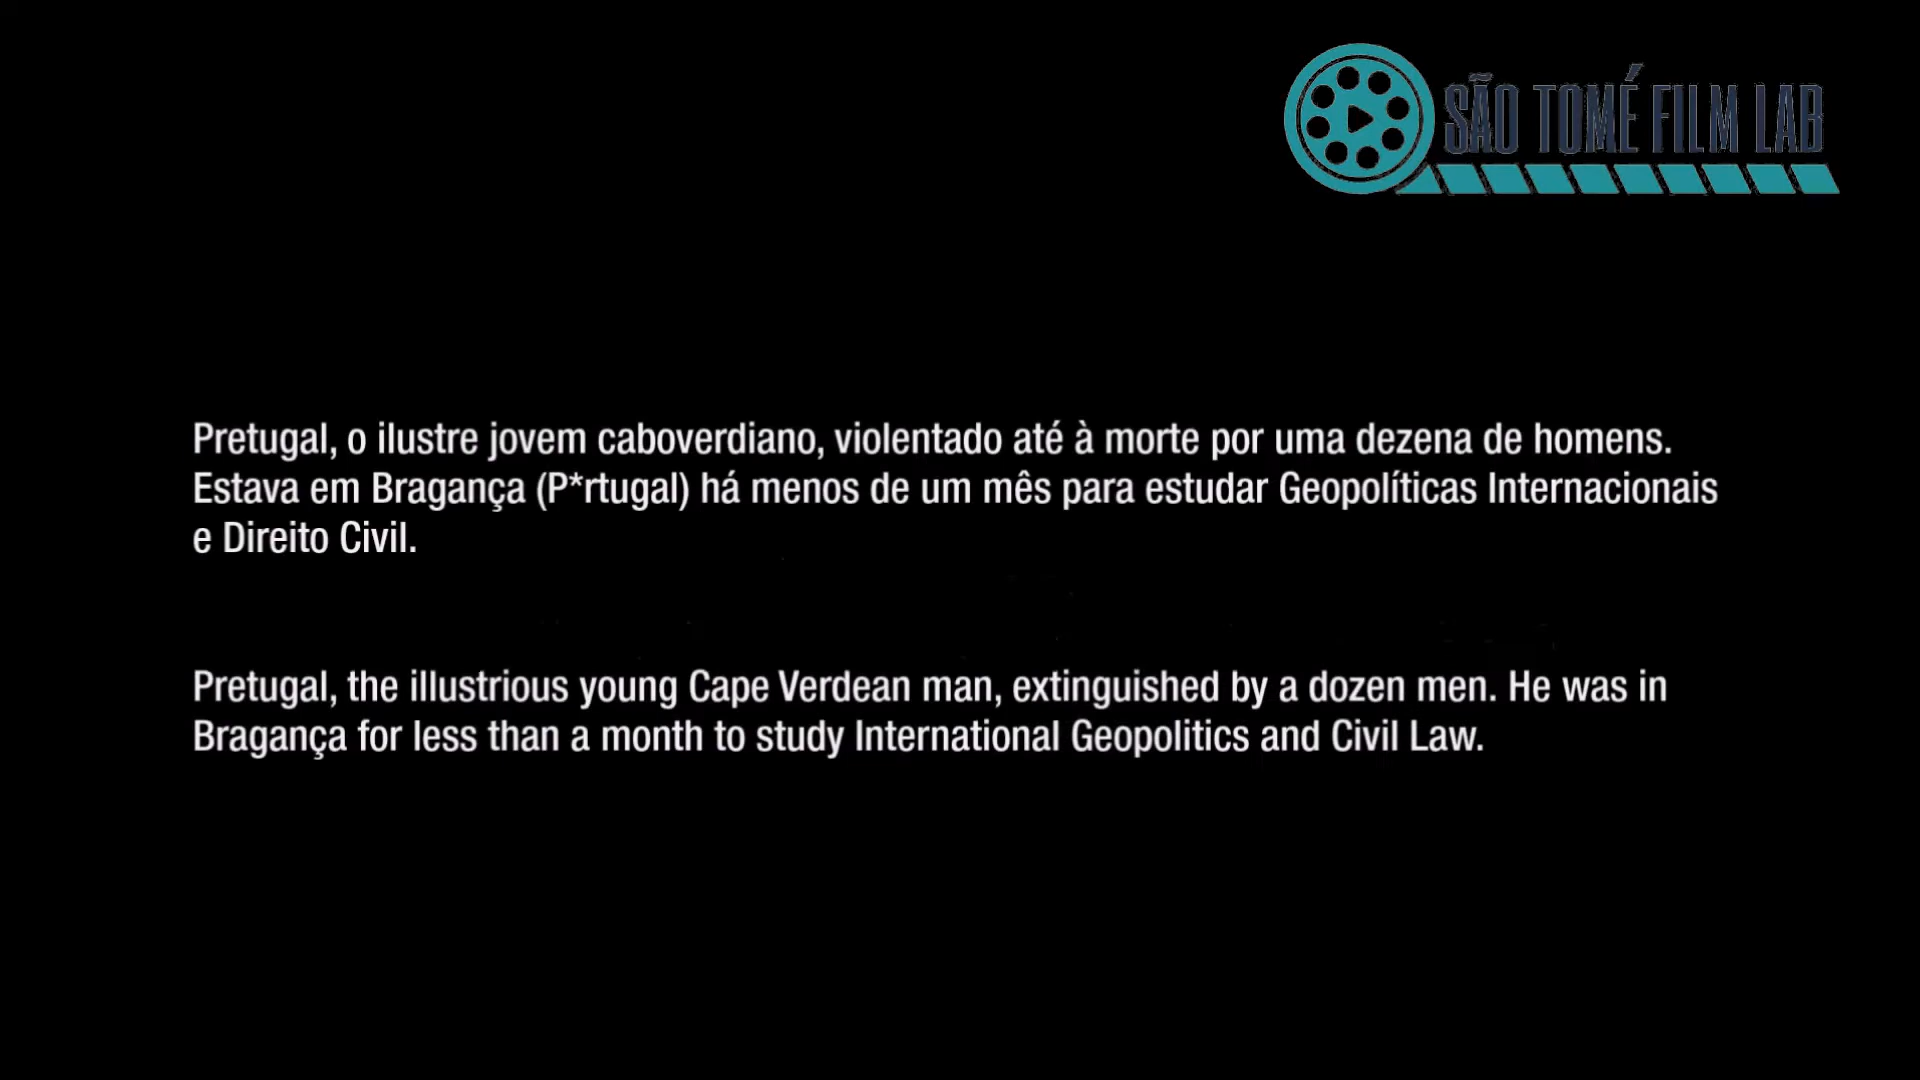 SÃO TOMÉ FILM LAB
Pretugal, o ilustre jovem caboverdiano, violentado até à morte por uma dezena de homens.
Estava em Bragança (P*rtugal) há menos de um mês para estudar Geopolíticas Internacionais
e Direito Civil.
Pretugal, the illustrious young Cape Verdean man, extinguished by a dozen men. He was in
Bragança for less than a month to study International Geopolitics and Civil Law.